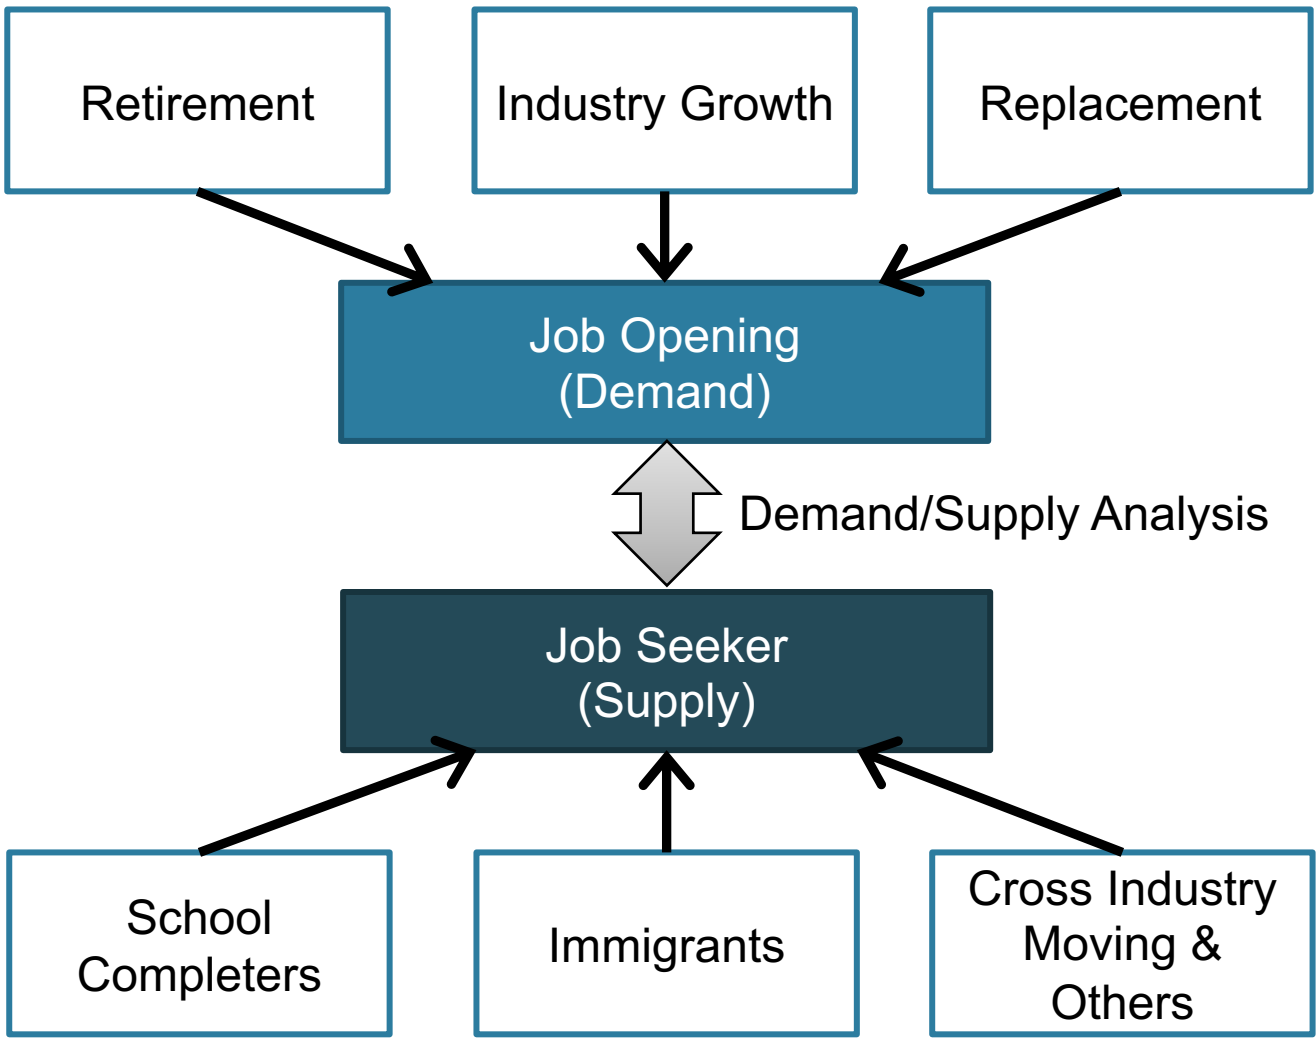 Retirement
Industry Growth
Replacement
Job Opening
(Demand)
Demand/Supply Analysis
Job Seeker
(Supply)
School
Completers
Immigrants
Cross Industry
Moving &
Others